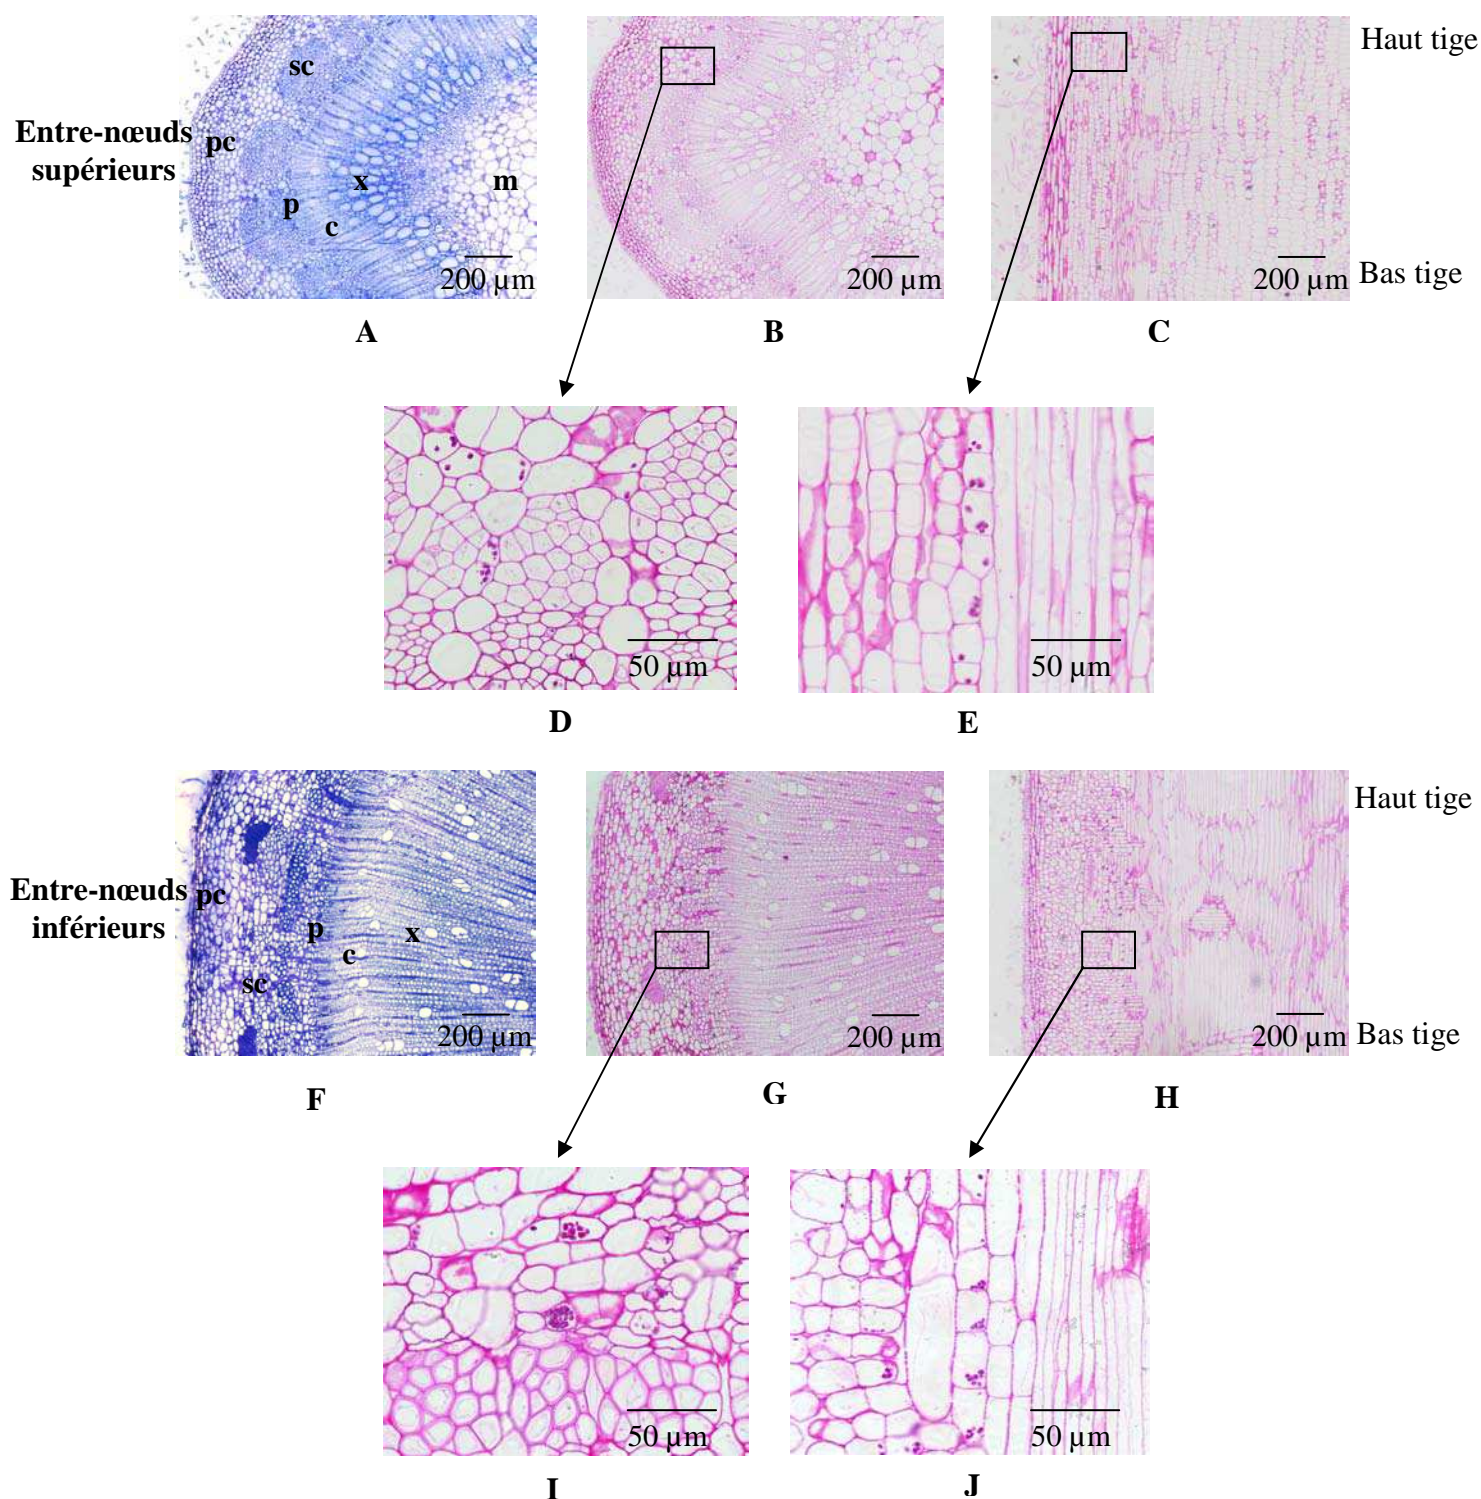 Entre-nœuds
supérieurs
sc
pc
x
m
p
c
200 µm
A
200 µm
B
Haut tige
200 µm
Bas tige
C
50 µm
D
50 µm
E
Entre-nœuds
inférieurs
pc
p
x
c
sc
200 µm
F
200 µm
G
Haut tige
200 µm
Bas tige
H
50 µm
I
50 µm
J